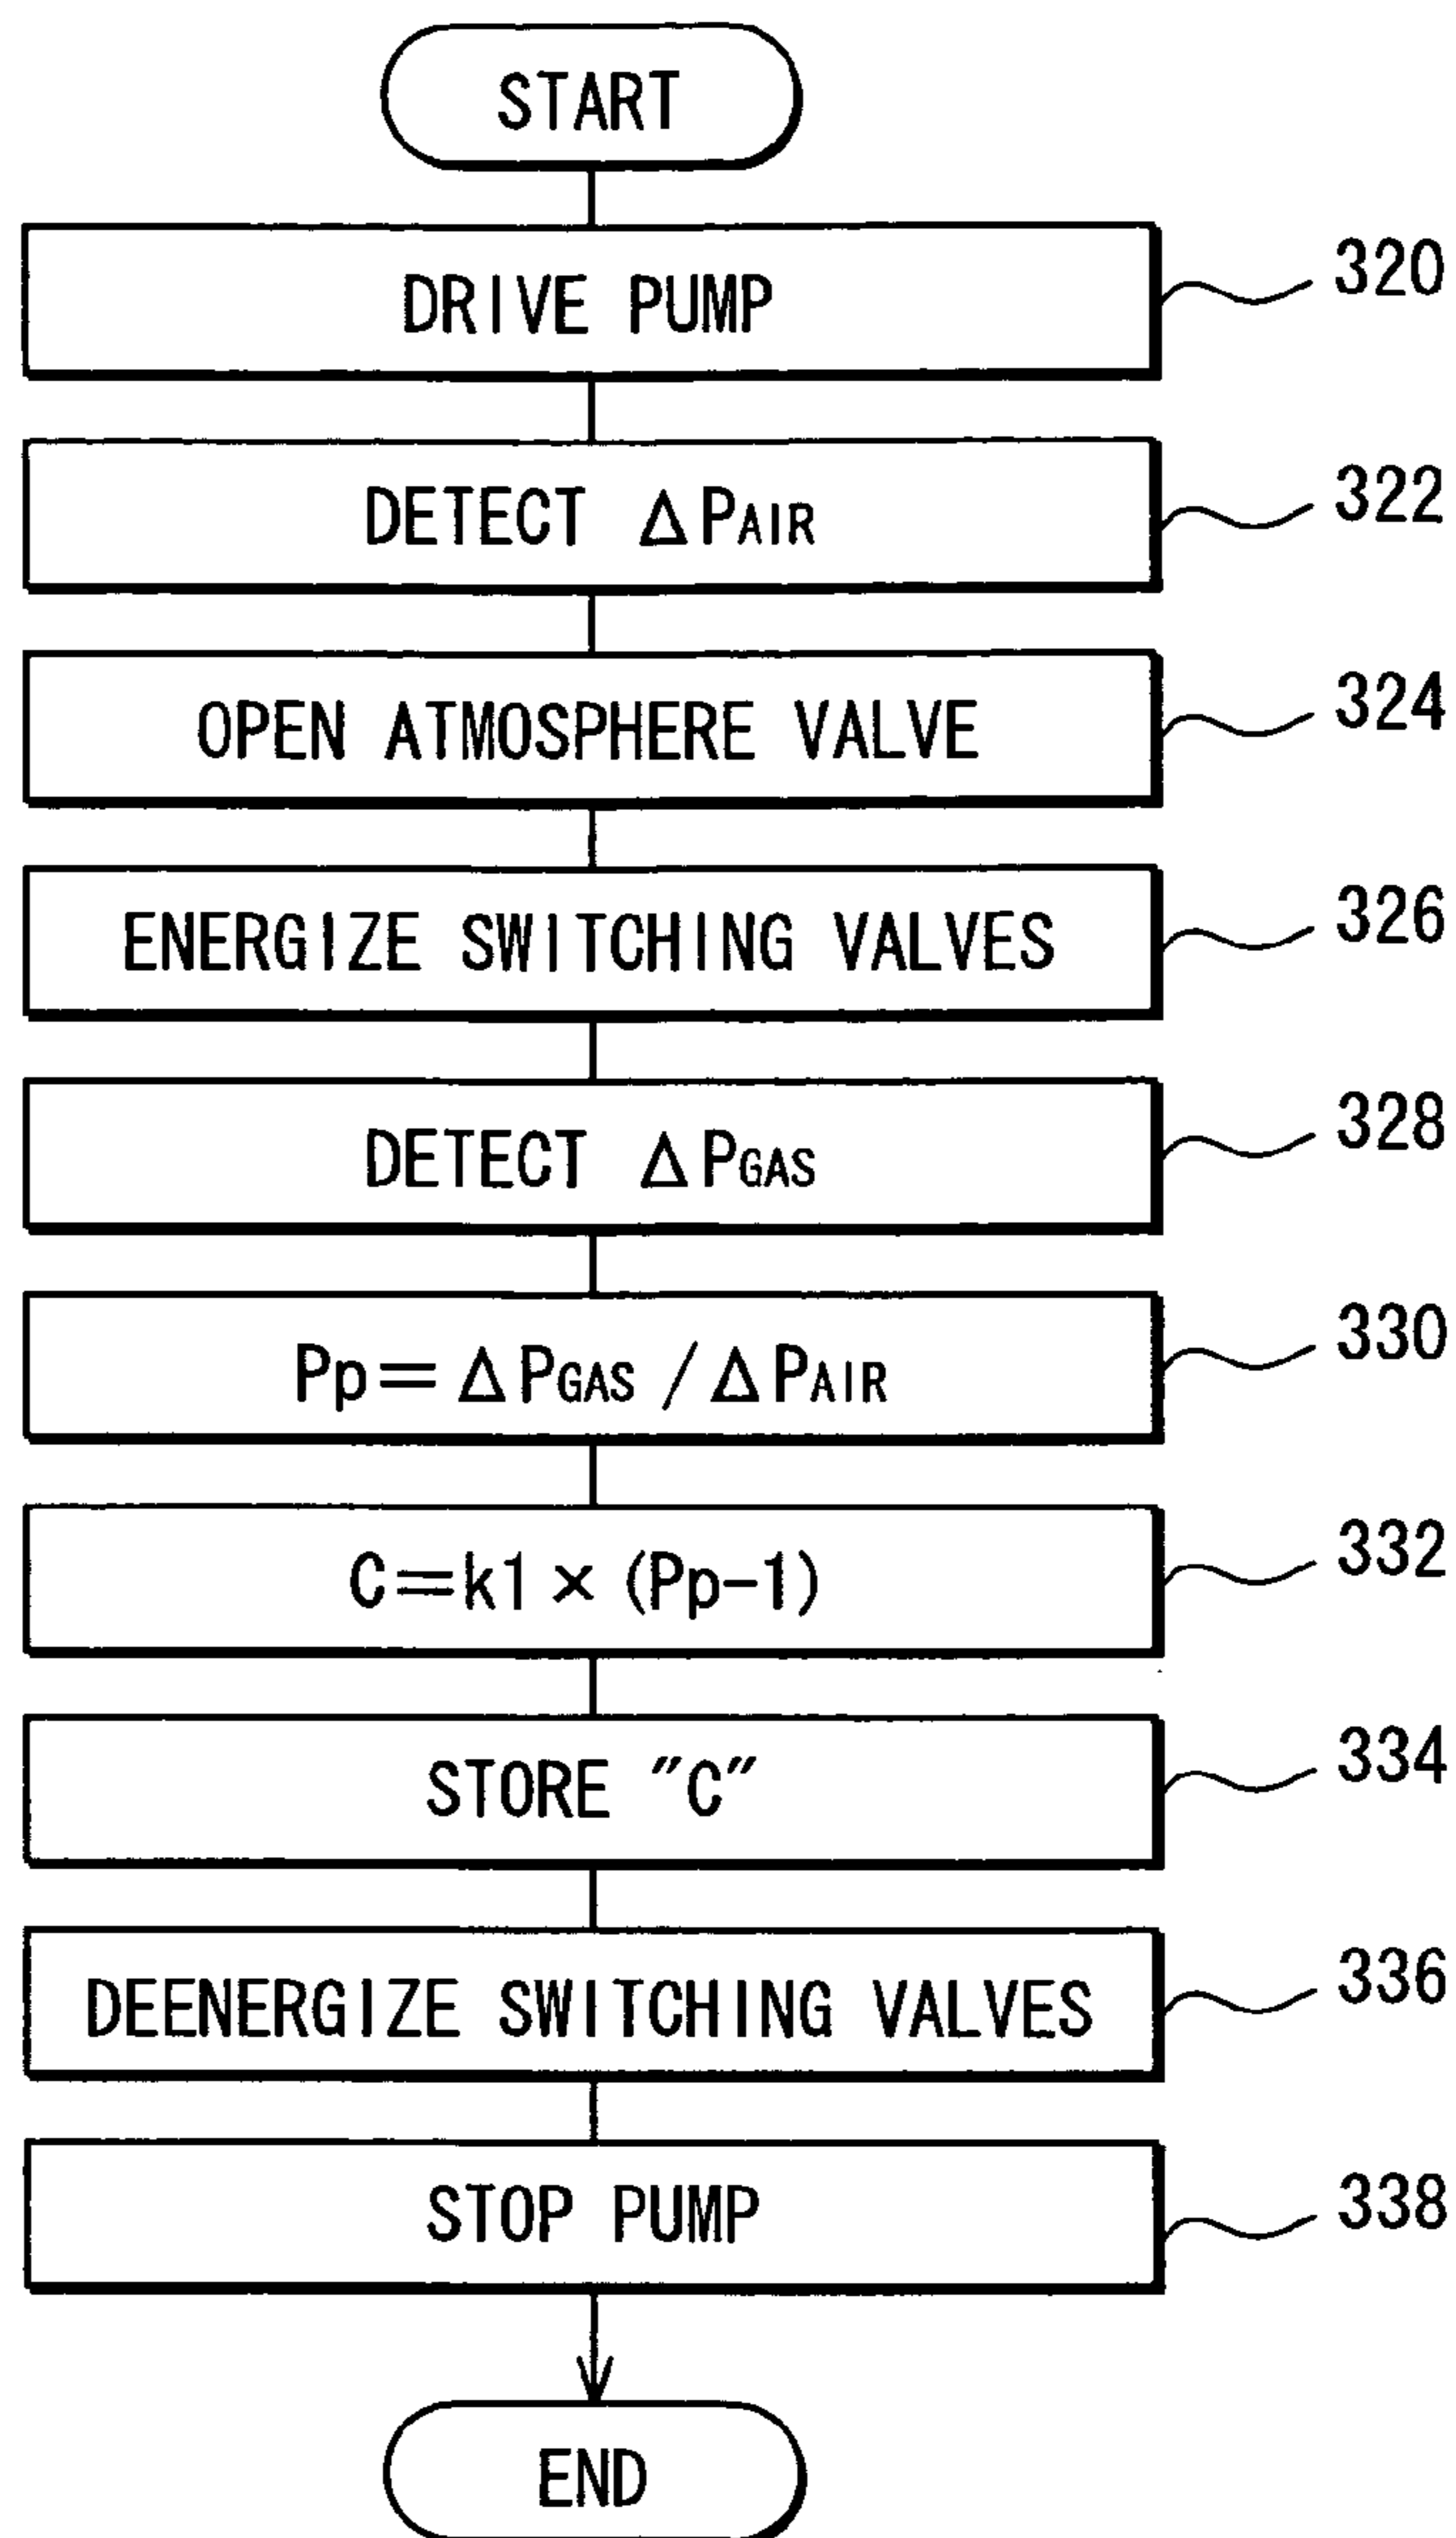 START
DRIVE PUMP
320
DETECT ΔPAIR
322
OPEN ATMOSPHERE VALVE
324
ENERGIZE SWITCHING VALVES
326
DETECT ΔPGAS
328
Pp=ΔPGAS/ΔPAIR
330
C=k1×(Pp-1)
332
STORE "C"
334
DEENERGIZE SWITCHING VALVES
336
STOP PUMP
338
END